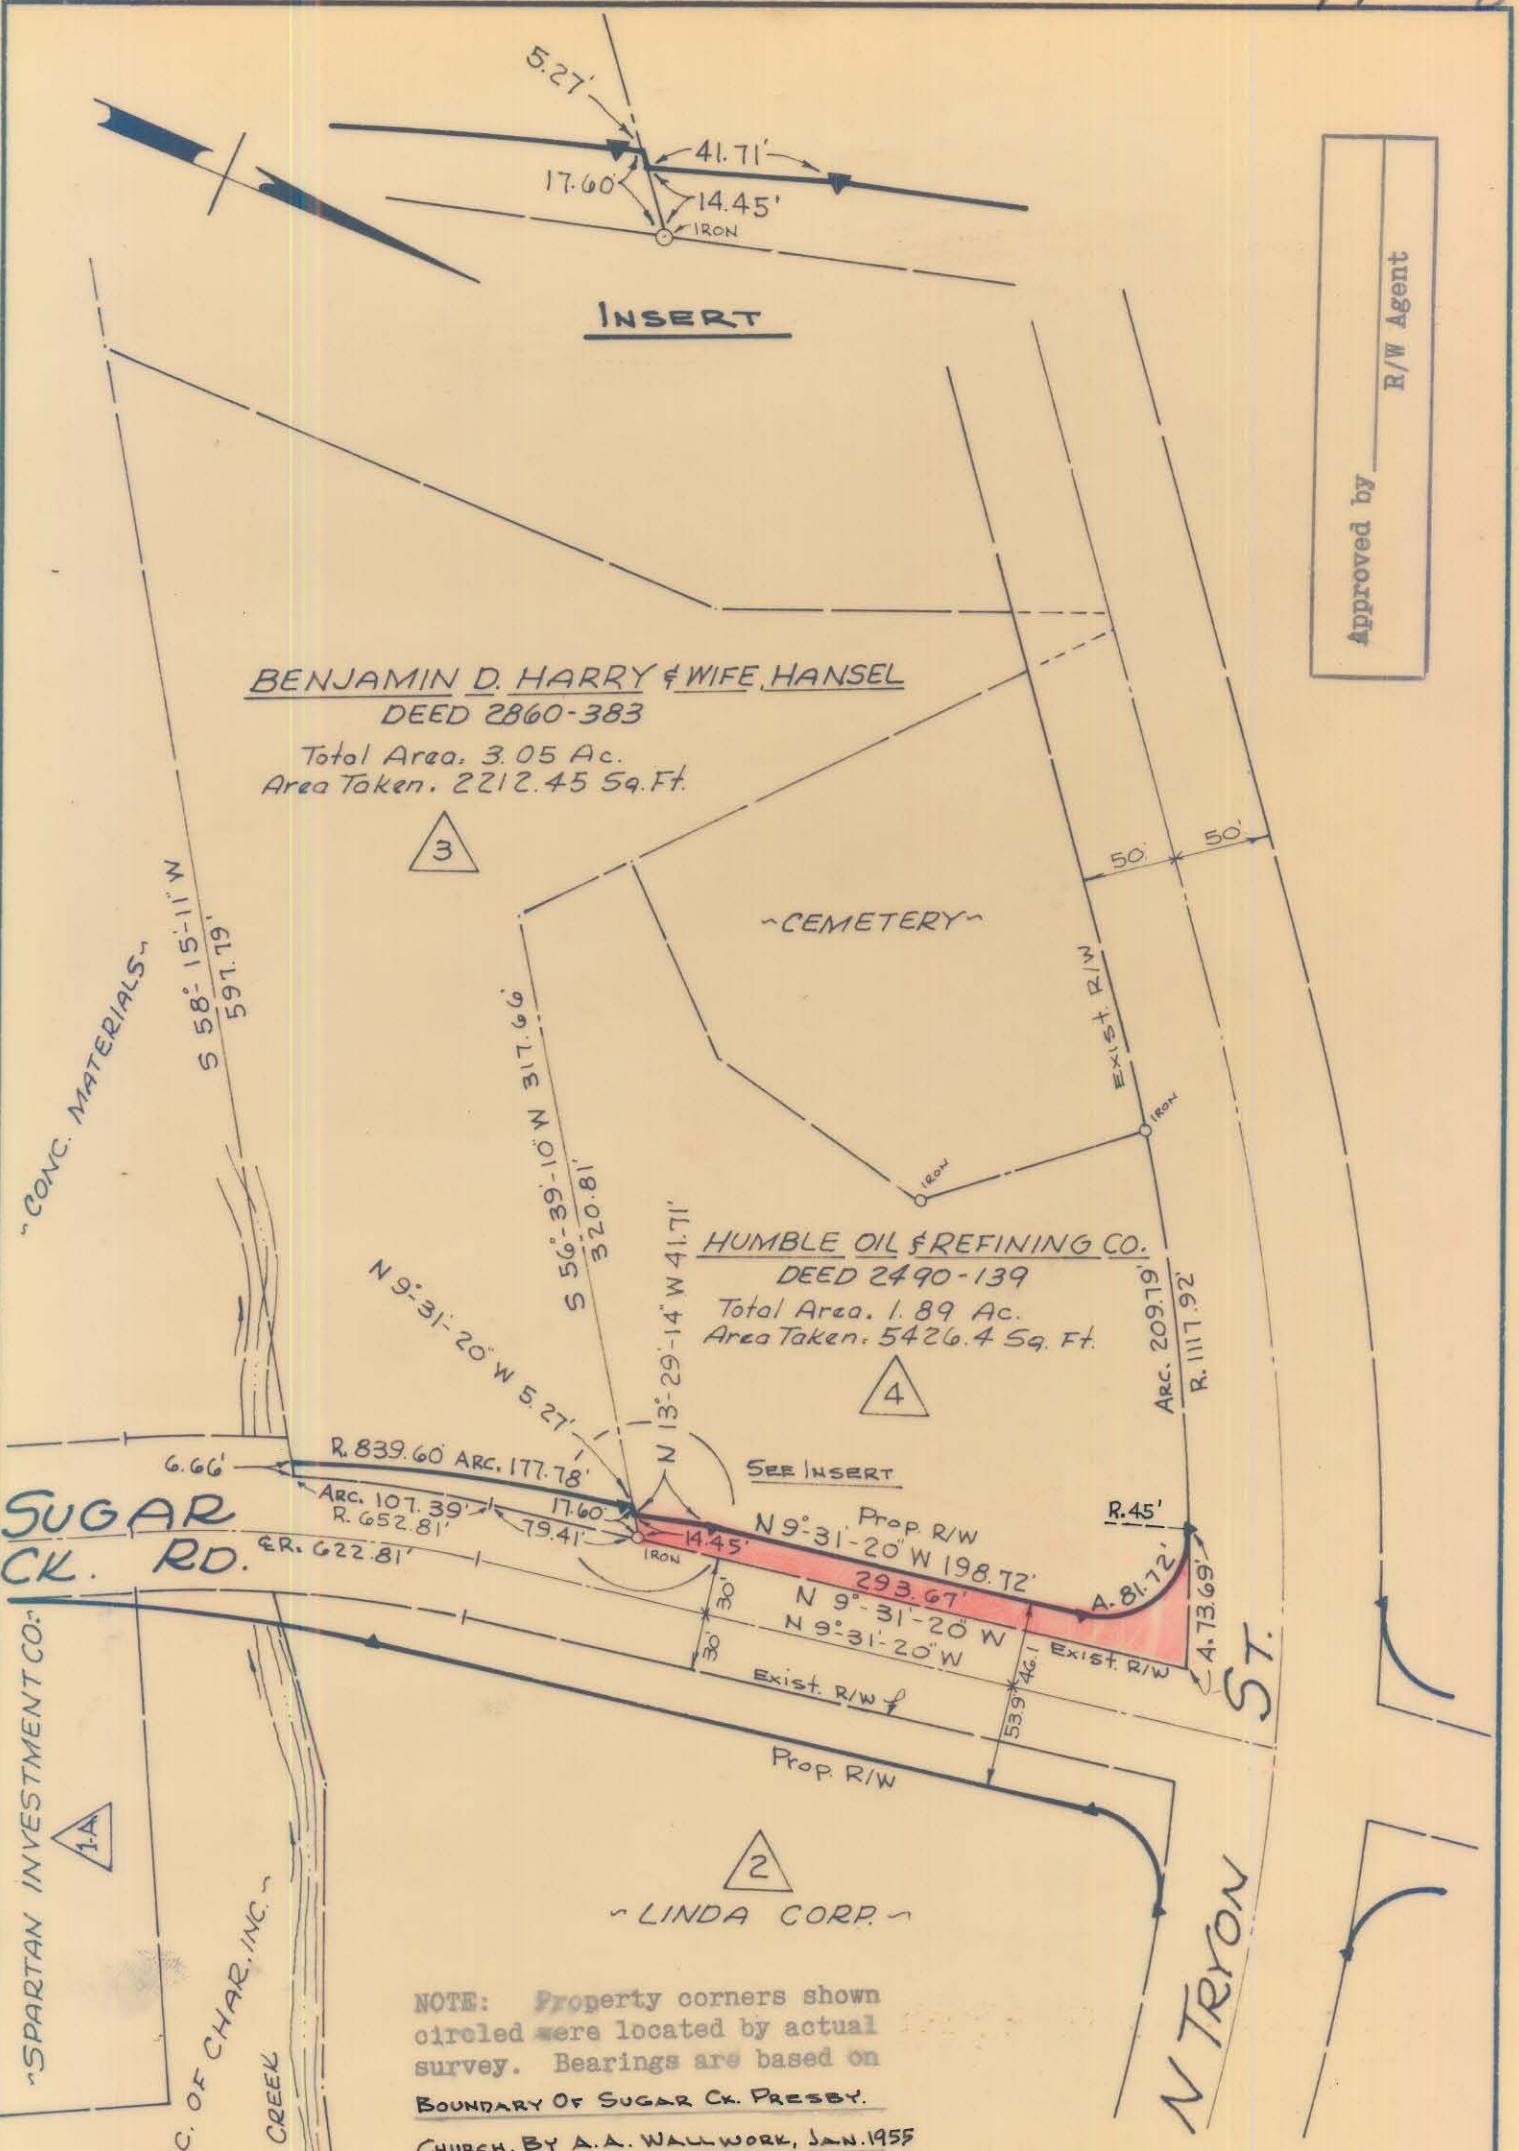 5.27'
41.71'
17.60'
14.45'
IRON
INSERT
Approved by
R/W Agent
BENJAMIN D. HARRY & WIFE, HANSEL
DEED 2860-383
Total Area. 3.05 Ac.
Area Taken. 2212.45 Sq.Ft.
3
50'
50'
~CEMETERY~
S 58°-15'-11" W
597.79'
~CONC. MATERIALS~
S 56°-39'-10" W 317.66'
320.81'
EXIST. R/W
IRON
IRON
N 13°-29'-14" W 41.71'
HUMBLE OIL & REFINING CO.
DEED 2490-139
Total Area. 1.89 Ac.
Area Taken. 5426.4 Sq. Ft.
4
ARC. 209.79'
R. 1117.92'
N 9°-31'-20" W 5.27'
6.66'
R. 839.60' ARC. 177.78'
SEE INSERT
ARC. 107.39'
R. 652.81'
17.60'
79.41'
14.45'
IRON
SUGAR
CK. RD.
℄ R. 622.81'
Prop. R/W
N 9°-31'-20" W 198.72'
293.67'
N 9°-31'-20" W
N 9°-31'-20" W
R. 45'
A. 81.72'
A. 73.69'
30'
30'
46.1
53.9'
EXIST. R/W
EXIST. R/W
Prop. R/W
N TRYON ST.
~SPARTAN INVESTMENT CO.~
1-A
2
~LINDA CORP.~
C. OF CHAR., INC.~
CREEK
NOTE: Property corners shown
circled were located by actual
survey. Bearings are based on
BOUNDARY OF SUGAR CK. PRESBY.
CHURCH, BY A.A. WALLWORK, JAN. 1955